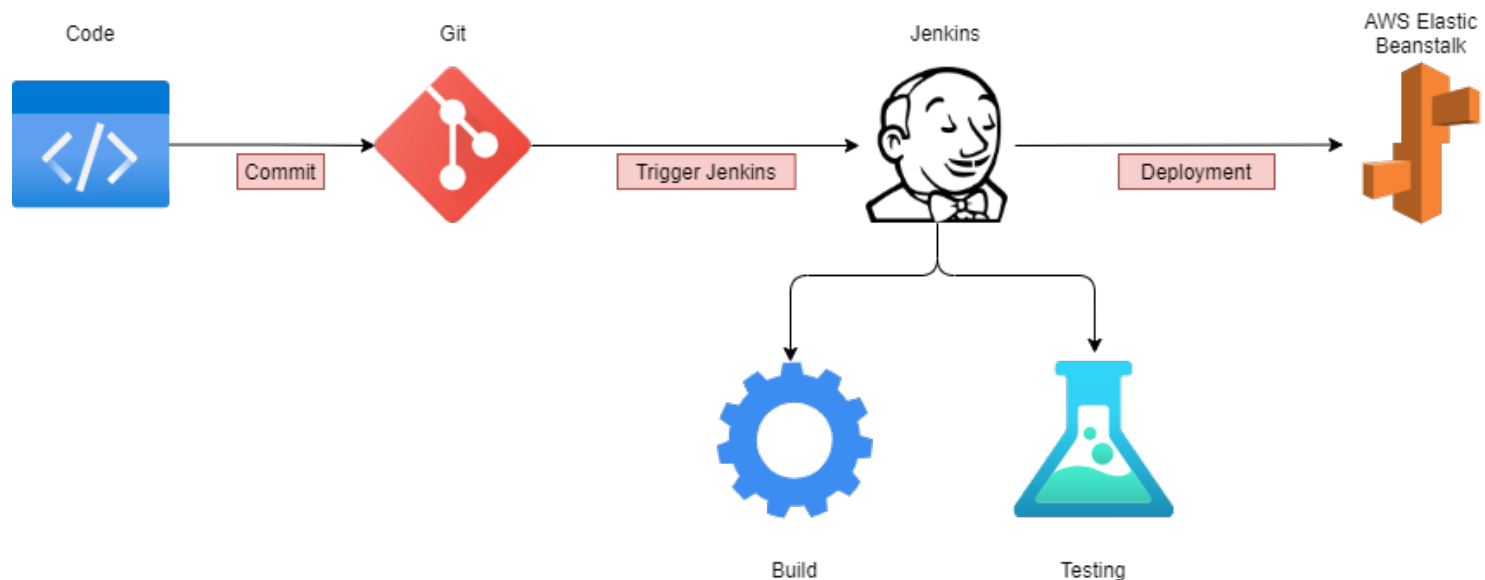 Code
Git
Jenkins
AWS Elastic
Beanstalk
Commit
Trigger Jenkins
Deployment
Build
Testing